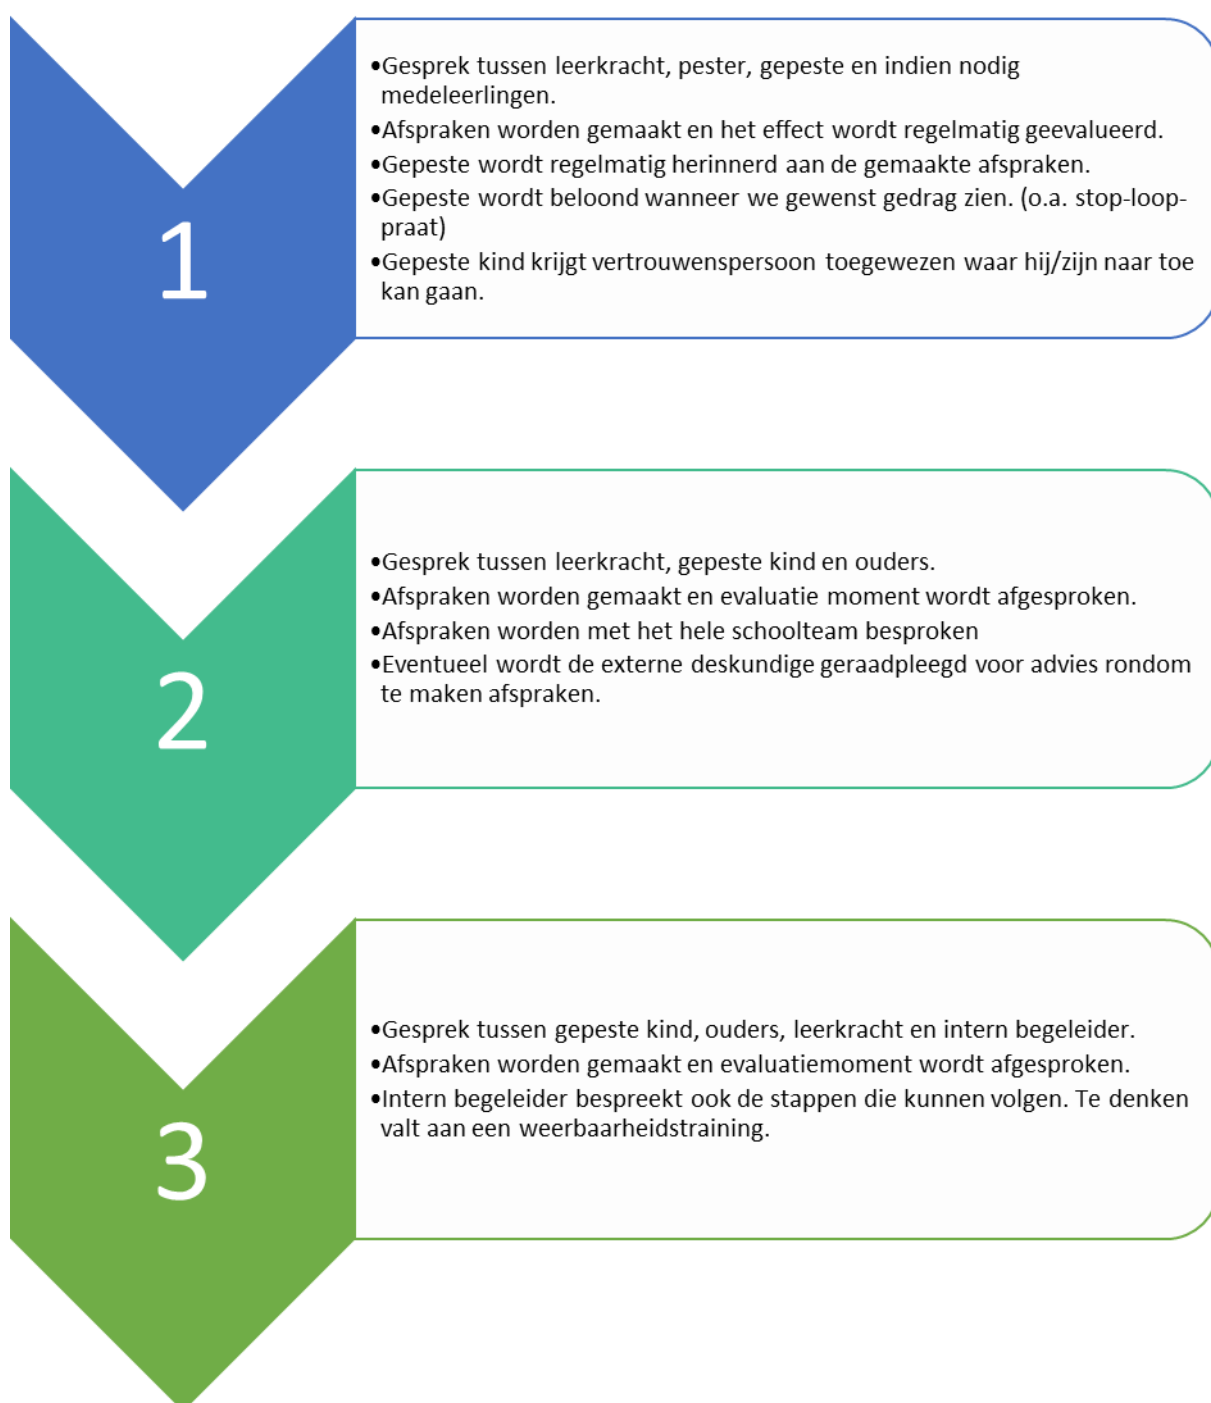 1
•Gesprek tussen leerkracht, pester, gepeste en indien nodig
medeleerlingen.
•Afspraken worden gemaakt en het effect wordt regelmatig geevalueerd.
•Gepeste wordt regelmatig herinnerd aan de gemaakte afspraken.
•Gepeste wordt beloond wanneer we gewenst gedrag zien. (o.a. stop-loop-
praat)
•Gepeste kind krijgt vertrouwenspersoon toegewezen waar hij/zijn naar toe
kan gaan.
2
•Gesprek tussen leerkracht, gepeste kind en ouders.
•Afspraken worden gemaakt en evaluatie moment wordt afgesproken.
•Afspraken worden met het hele schoolteam besproken
•Eventueel wordt de externe deskundige geraadpleegd voor advies rondom
te maken afspraken.
3
•Gesprek tussen gepeste kind, ouders, leerkracht en intern begeleider.
•Afspraken worden gemaakt en evaluatiemoment wordt afgesproken.
•Intern begeleider bespreekt ook de stappen die kunnen volgen. Te denken
valt aan een weerbaarheidstraining.